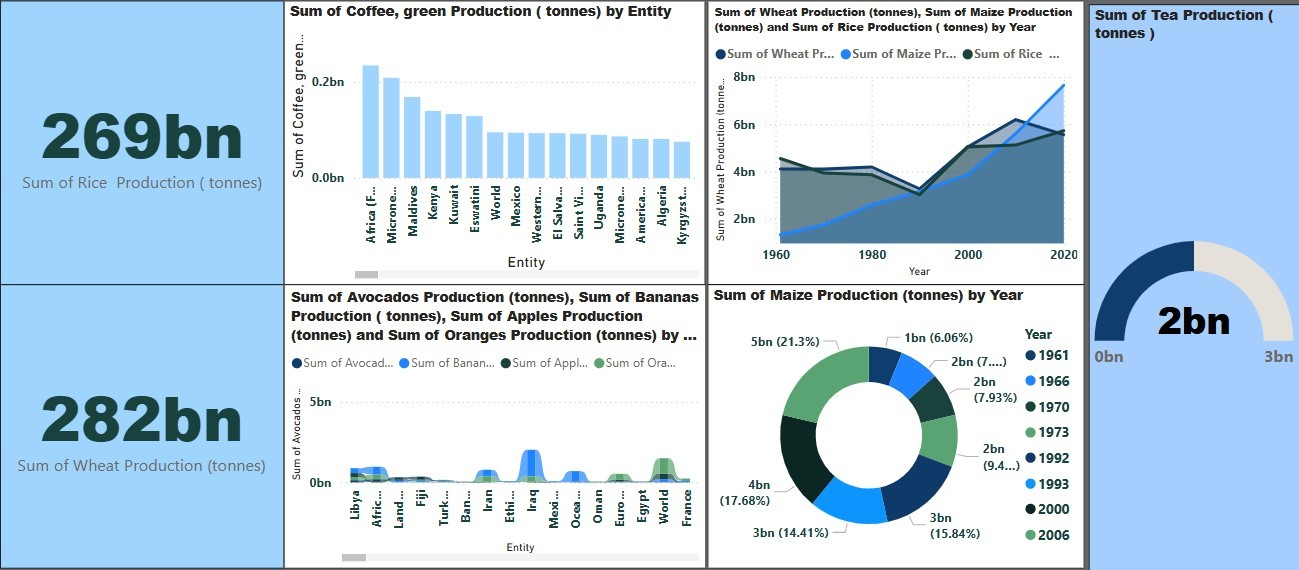 269bn
Sum of Rice Production ( tonnes)
282bn
Sum of Wheat Production (tonnes)
Sum of Coffee, green Production ( tonnes) by Entity
Sum of Coffee, green...
0.2bn
0.0bn
Africa (F...
Microne...
Maldives
Kenya
Kuwait
Eswatini
World
Mexico
Western...
El Salva...
Saint Vi...
Uganda
Microne...
America...
Algeria
Kyrgyzst...
Entity
Sum of Avocados Production (tonnes), Sum of Bananas
Production ( tonnes), Sum of Apples Production
(tonnes) and Sum of Oranges Production (tonnes) by ...
Sum of Avocad...
Sum of Banan...
Sum of Appl...
Sum of Ora...
Sum of Avocados ...
5bn
0bn
Libya
Afric...
Land...
Fiji
Turk...
Ban...
Iran
Ethi...
Iraq
Mexi...
Ocea...
Oman
Euro...
Egypt
World
France
Entity
Sum of Wheat Production (tonnes), Sum of Maize Production
(tonnes) and Sum of Rice Production ( tonnes) by Year
Sum of Wheat Pr...
Sum of Maize Pr...
Sum of Rice ...
Sum of Wheat Production (tonne...
8bn
6bn
4bn
2bn
1960
1980
2000
2020
Year
Sum of Maize Production (tonnes) by Year
1bn (6.06%)
2bn (7....)
2bn
(7.93%)
2bn
(9.4...)
3bn
(15.84%)
3bn (14.41%)
4bn
(17.68%)
5bn (21.3%)
Year
1961
1966
1970
1973
1992
1993
2000
2006
Sum of Tea Production (
tonnes )
2bn
0bn
3bn